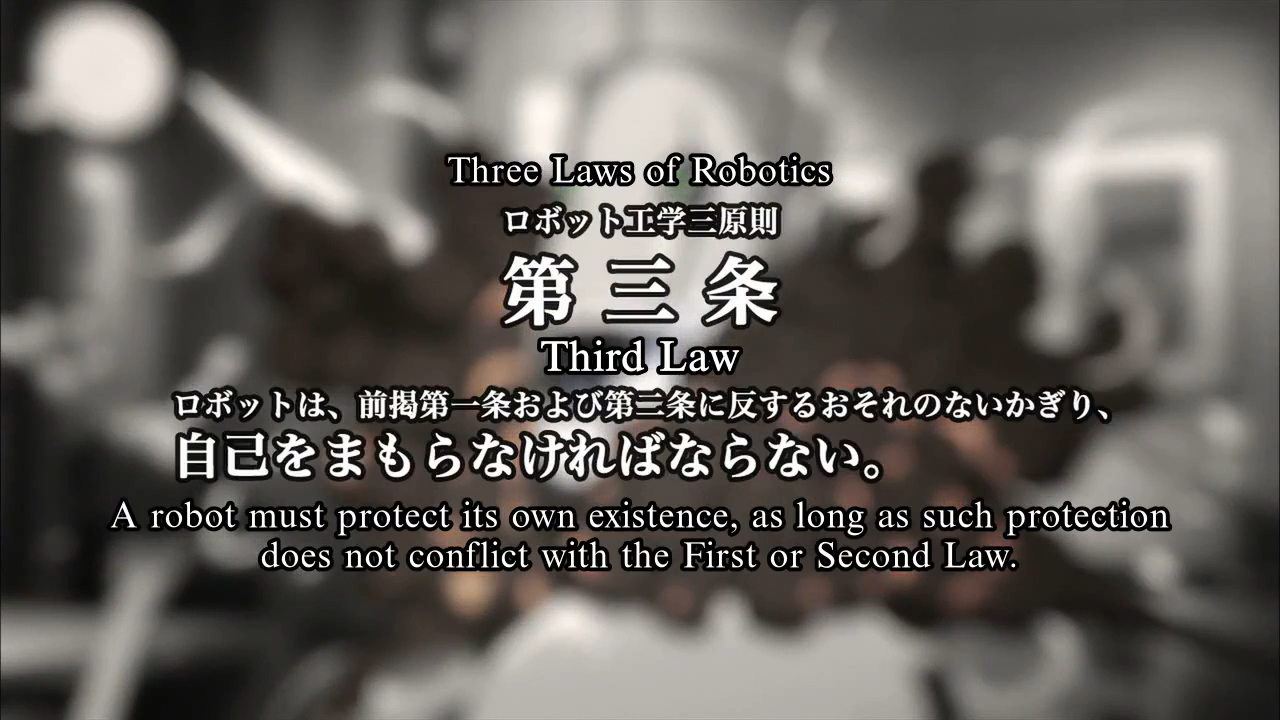 Three Laws of Robotics
ロボット工学三原則
第三条
Third Law
ロボットは、前掲第一条および第二条に反するおそれのないかぎり、
自己をまもらなければならない。
A robot must protect its own existence, as long as such protection
does not conflict with the First or Second Law.